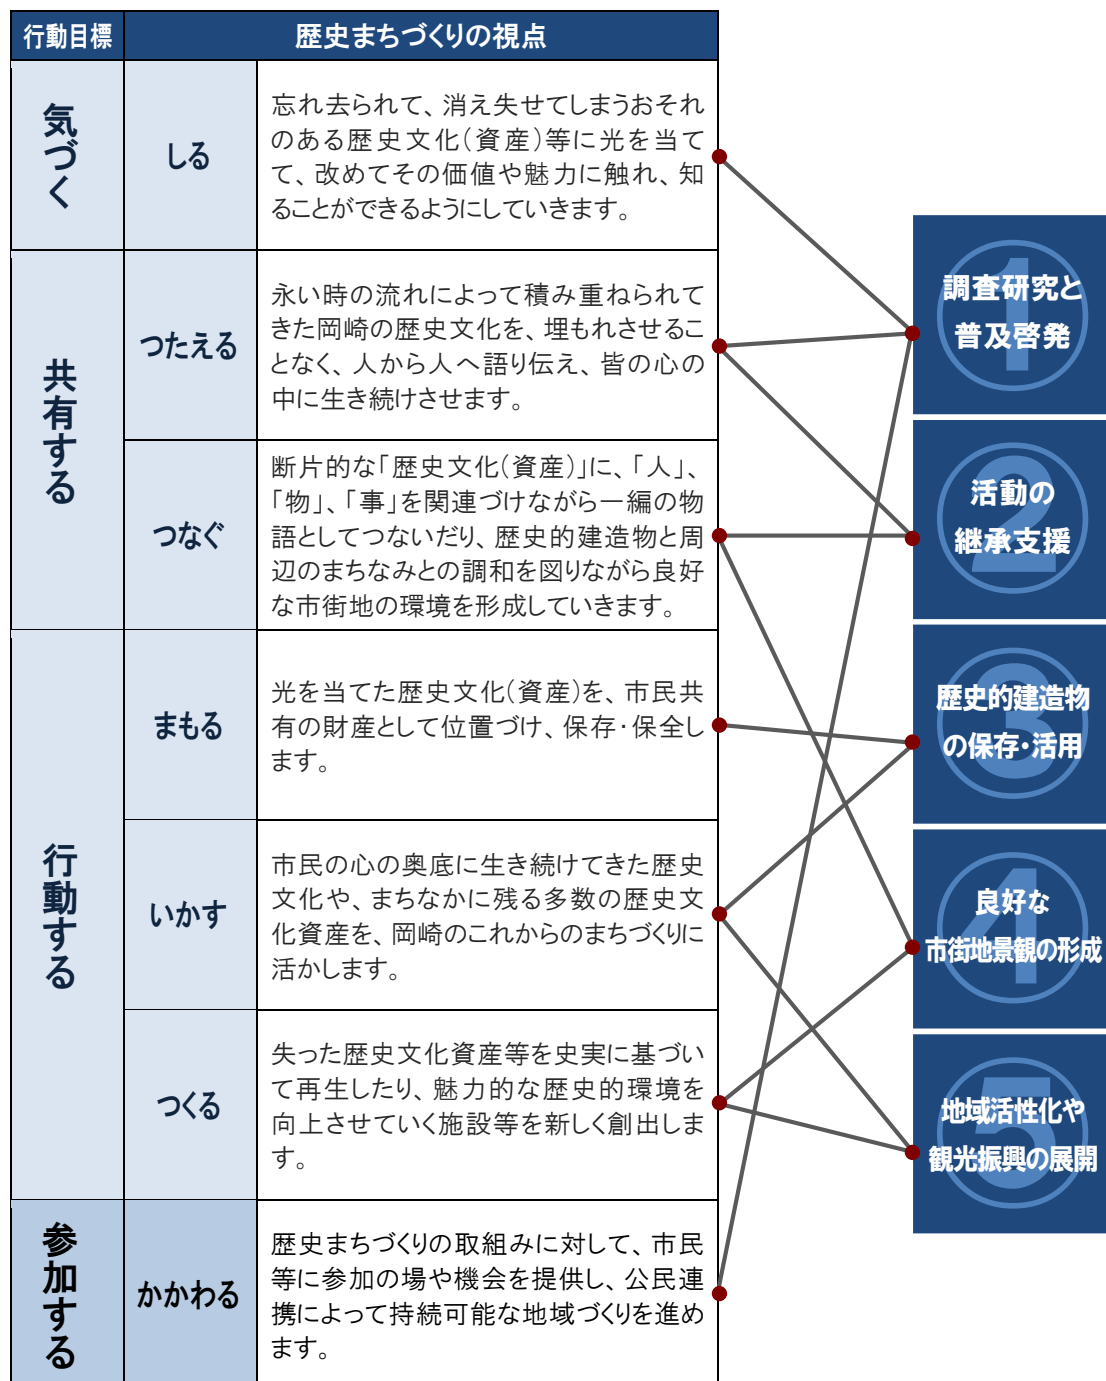 行動目標
歴史まちづくりの視点
気づく
しる
忘れ去られて、消え失せてしまうおそれ
のある歴史文化（資産）等に光を当て
て、改めてその価値や魅力に触れ、知
ることができるようにしていきます。
共有する
つたえる
永い時の流れによって積み重ねられて
きた岡崎の歴史文化を、埋もれさせるこ
となく、人から人へ語り伝え、皆の心の
中に生き続けさせます。
つなぐ
断片的な「歴史文化（資産）」に、「人」、
「物」、「事」を関連づけながら一編の物
語としてつないだり、歴史的建造物と周
辺のまちなみとの調和を図りながら良好
な市街地の環境を形成していきます。
行動する
まもる
光を当てた歴史文化（資産）を、市民共
有の財産として位置づけ、保存・保全し
ます。
いかす
市民の心の奥底に生き続けてきた歴史
文化や、まちなかに残る多数の歴史文
化資産を、岡崎のこれからのまちづくりに
活かします。
つくる
失った歴史文化資産等を史実に基づい
て再生したり、魅力的な歴史的環境を
向上させていく施設等を新しく創出しま
す。
参加する
かかわる
歴史まちづくりの取組みに対して、市民
等に参加の場や機会を提供し、公民連
携によって持続可能な地域づくりを進め
ます。
①
調査研究と
普及啓発
②
活動の
継承支援
③
歴史的建造物
の保存・活用
④
良好な
市街地景観の形成
⑤
地域活性化や
観光振興の展開